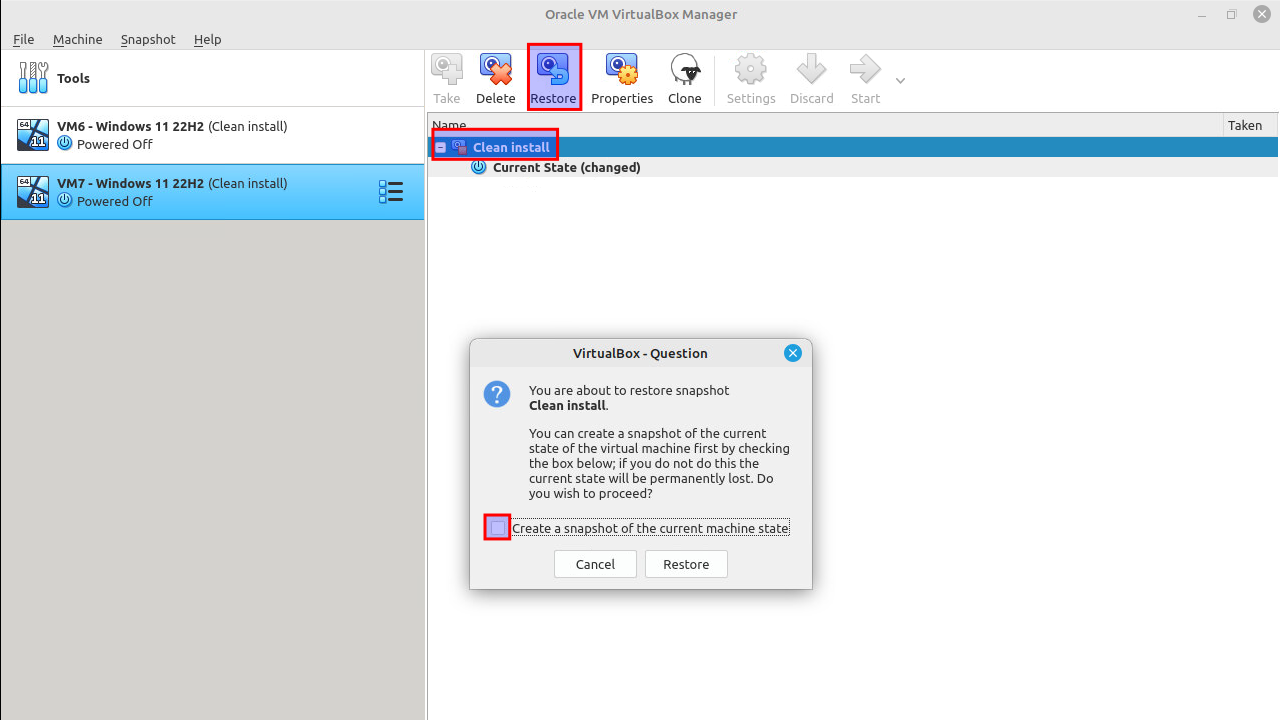 Oracle VM VirtualBox Manager
File Machine Snapshot Help
Tools
Take Delete Restore Properties Clone Settings Discard Start
Name Taken
64 11 VM6 - Windows 11 22H2 (Clean install)
Powered Off
64 11 VM7 - Windows 11 22H2 (Clean install)
Powered Off
Clean install
Current State (changed)
VirtualBox - Question
You are about to restore snapshot
Clean install.
You can create a snapshot of the current
state of the virtual machine first by checking
the box below; if you do not do this the
current state will be permanently lost. Do
you wish to proceed?
Create a snapshot of the current machine state
Cancel Restore